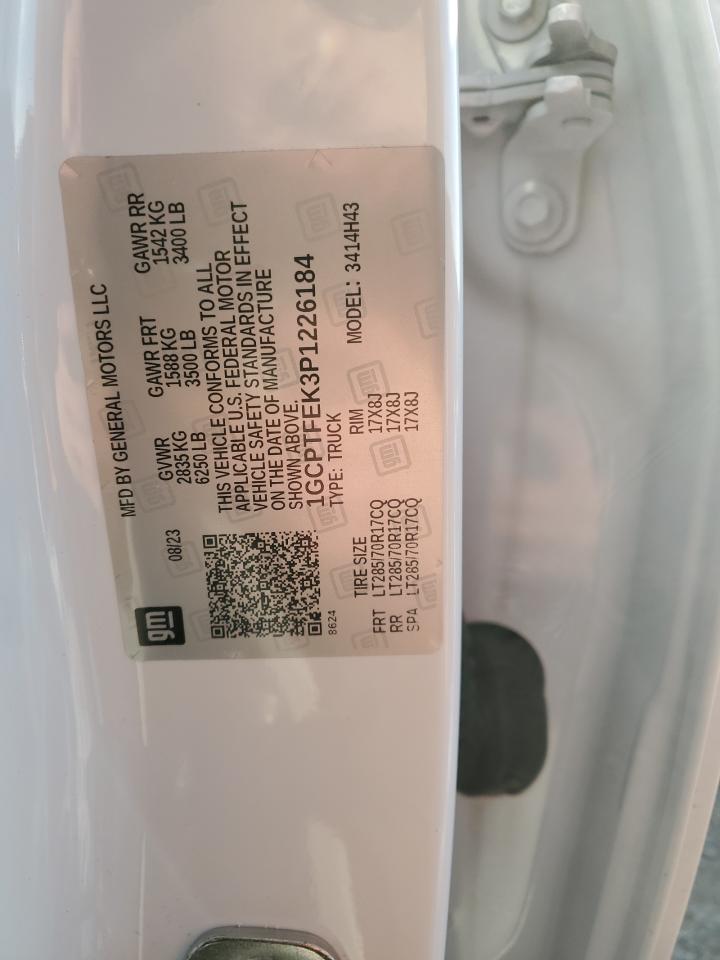 gm
MFD BY GENERAL MOTORS LLC
08/23
GVWR
2835 KG
6250 LB
GAWR FRT
1588 KG
3500 LB
GAWR RR
1542 KG
3400 LB
THIS VEHICLE CONFORMS TO ALL
APPLICABLE U.S. FEDERAL MOTOR
VEHICLE SAFETY STANDARDS IN EFFECT
ON THE DATE OF MANUFACTURE
SHOWN ABOVE.
1GCPTFEK3P1226184
TYPE: TRUCK
MODEL: 3414H43
8624
TIRE SIZE RIM
FRT LT285/70R17CQ 17X8J
RR LT285/70R17CQ 17X8J
SPA LT285/70R17CQ 17X8J